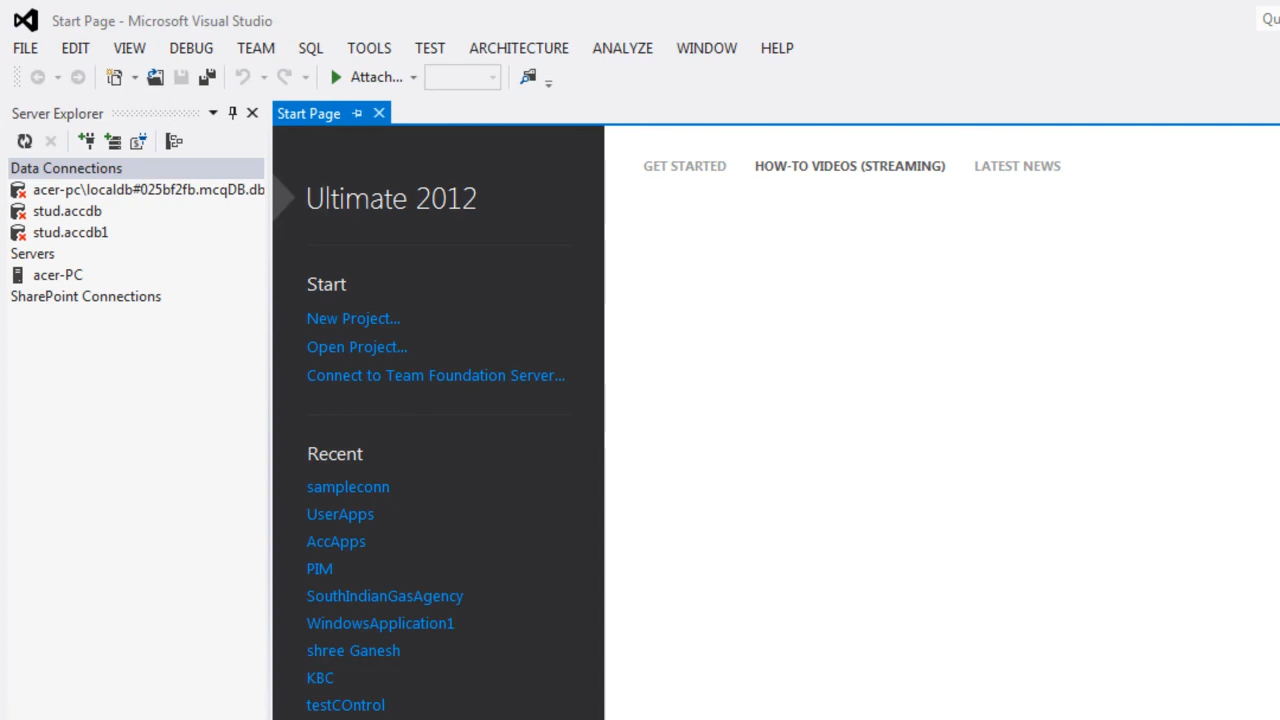 Start Page - Microsoft Visual Studio
FILE EDIT VIEW DEBUG TEAM SQL TOOLS TEST ARCHITECTURE ANALYZE WINDOW HELP
Attach...
Server Explorer
Start Page
Data Connections
acer-pc\localdb#025bf2fb.mcqDB.db
stud.accdb
stud.accdb1
Servers
acer-PC
SharePoint Connections
Ultimate 2012
Start
New Project...
Open Project...
Connect to Team Foundation Server...
Recent
sampleconn
UserApps
AccApps
PIM
SouthIndianGasAgency
WindowsApplication1
shree Ganesh
KBC
testCOntrol
GET STARTED HOW-TO VIDEOS (STREAMING) LATEST NEWS